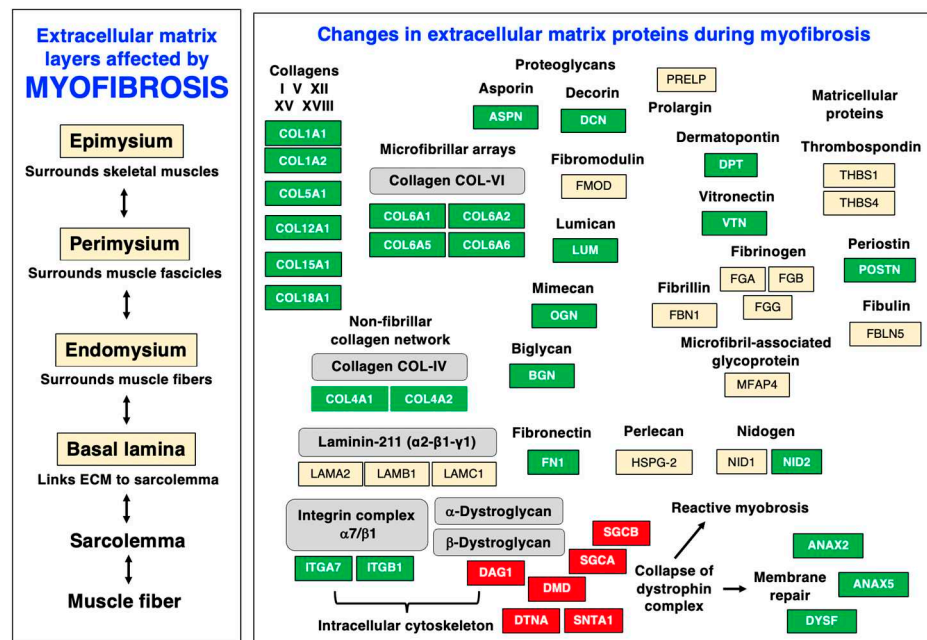 Extracellular matrix
layers affected by
MYOFIBROSIS
Epimysium
Surrounds skeletal muscles
Perimysium
Surrounds muscle fascicles
Endomysium
Surrounds muscle fibers
Basal lamina
Links ECM to sarcolemma
Sarcolemma
Muscle fiber
Changes in extracellular matrix proteins during myofibrosis
Collagens
I V XII
XV XVIII
COL1A1
COL1A2
COL5A1
COL12A1
COL15A1
COL18A1
Microfibrillar arrays
Collagen COL-VI
COL6A1 COL6A2
COL6A5 COL6A6
Non-fibrillar
collagen network
Collagen COL-IV
COL4A1 COL4A2
Proteoglycans
Asporin
ASPN
Decorin
DCN
PRELP
Prolargin
Fibromodulin
FMOD
Lumican
LUM
Mimecan
OGN
Biglycan
BGN
Dermatopontin
DPT
Vitronectin
VTN
Fibrinogen
FGA FGB
FGG
Fibrillin
FBN1
Microfibril-associated
glycoprotein
MFAP4
Matricellular
proteins
Thrombospondin
THBS1
THBS4
Periostin
POSTN
Fibulin
FBLN5
Laminin-211 (α2-β1-γ1)
LAMA2 LAMB1 LAMC1
Fibronectin
FN1
Perlecan
HSPG-2
Nidogen
NID1 NID2
Integrin complex
α7/β1
ITGA7 ITGB1
α-Dystroglycan
β-Dystroglycan
DAG1
SGCB
SGCA
DMD
DTNA SNTA1
Intracellular cytoskeleton
Reactive myobrosis
Collapse of
dystrophin
complex
Membrane
repair
ANAX2
ANAX5
DYSF